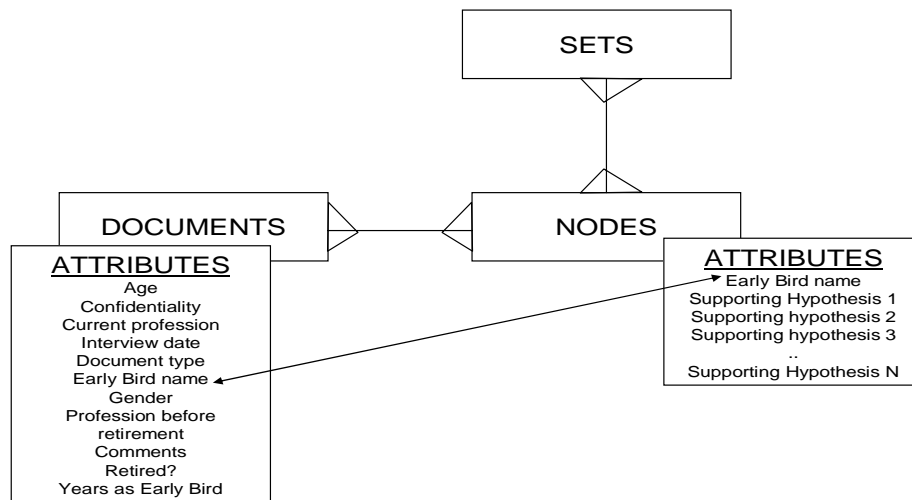 SETS
DOCUMENTS
NODES
ATTRIBUTES
Age
Confidentiality
Current profession
Interview date
Document type
Early Bird name
Gender
Profession before
retirement
Comments
Retired?
Years as Early Bird
ATTRIBUTES
Early Bird name
Supporting Hypothesis 1
Supporting hypothesis 2
Supporting hypothesis 3
..
Supporting Hypothesis N